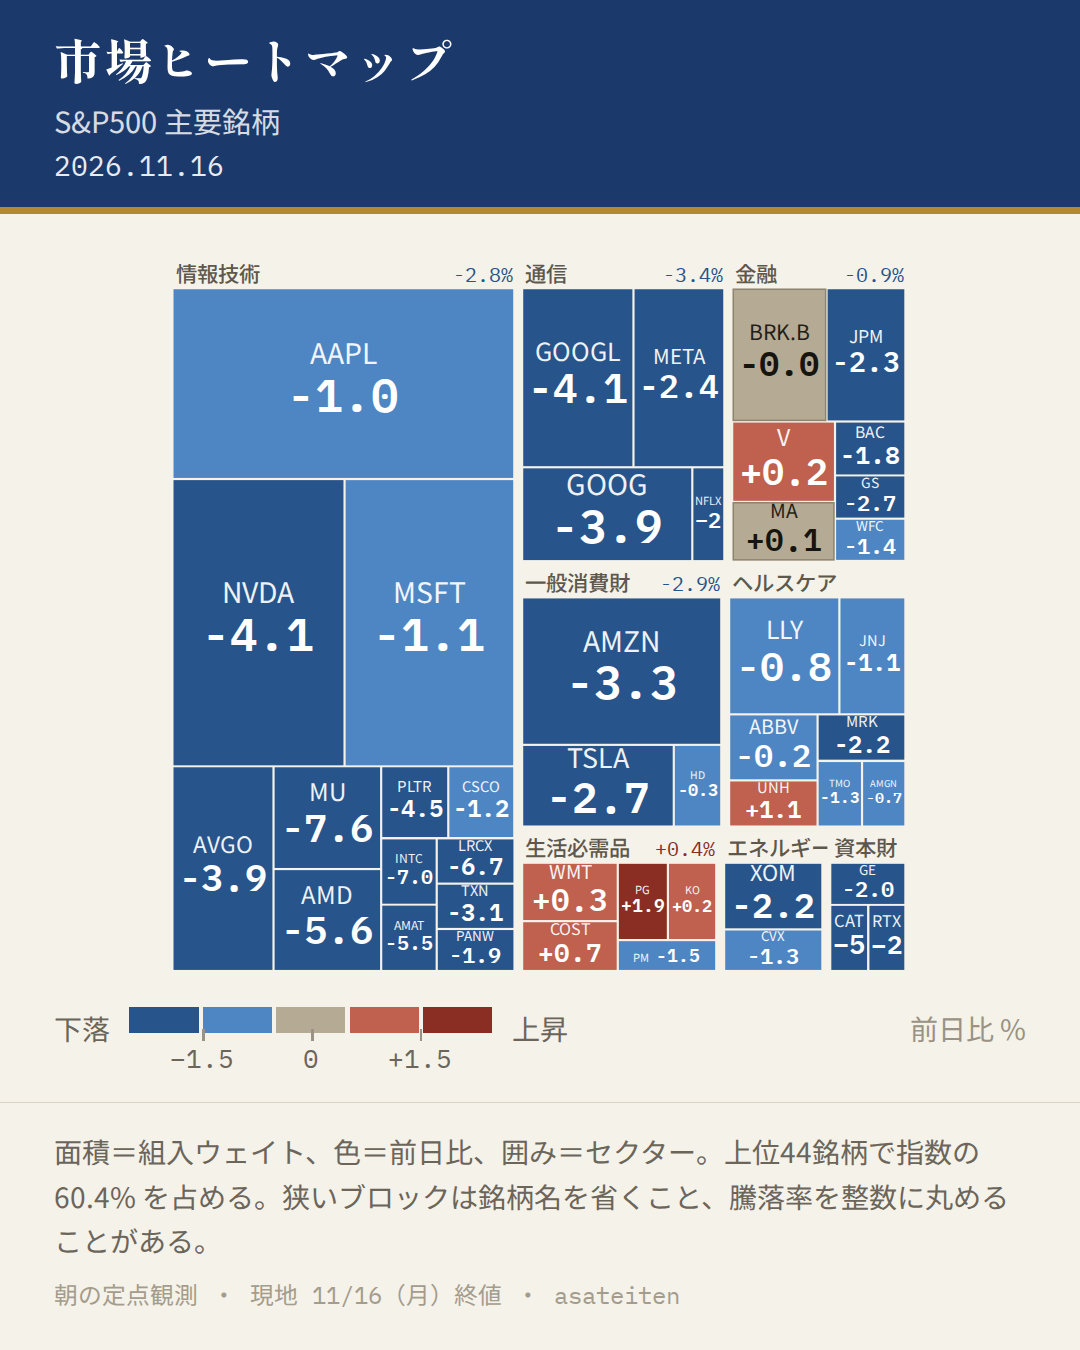 市場ヒートマップ
S&P500 主要銘柄
2026.11.16
情報技術 -2.8%
AAPL
-1.0
NVDA
-4.1
MSFT
-1.1
AVGO
-3.9
MU
-7.6
AMD
-5.6
PLTR
-4.5
CSCO
-1.2
INTC
-7.0
AMAT
-5.5
LRCX
-6.7
TXN
-3.1
PANW
-1.9
通信 -3.4%
GOOGL
-4.1
META
-2.4
GOOG
-3.9
NFLX
−2
金融 -0.9%
BRK.B
-0.0
JPM
-2.3
V
+0.2
MA
+0.1
BAC
-1.8
GS
-2.7
WFC
-1.4
一般消費財 -2.9%
AMZN
-3.3
TSLA
-2.7
HD
-0.3
ヘルスケア
LLY
-0.8
JNJ
-1.1
ABBV
-0.2
UNH
+1.1
MRK
-2.2
TMO
-1.3
AMGN
-0.7
生活必需品 +0.4%
WMT
+0.3
COST
+0.7
PG
+1.9
KO
+0.2
PM -1.5
エネルギー
XOM
-2.2
CVX
-1.3
資本財
GE
-2.0
CAT
−5
RTX
−2
下落 上昇 前日比 %
−1.5 0 +1.5
面積＝組入ウェイト、色＝前日比、囲み＝セクター。上位44銘柄で指数の
60.4% を占める。狭いブロックは銘柄名を省くこと、騰落率を整数に丸める
ことがある。
朝の定点観測 ・ 現地 11/16（月）終値 ・ asateiten